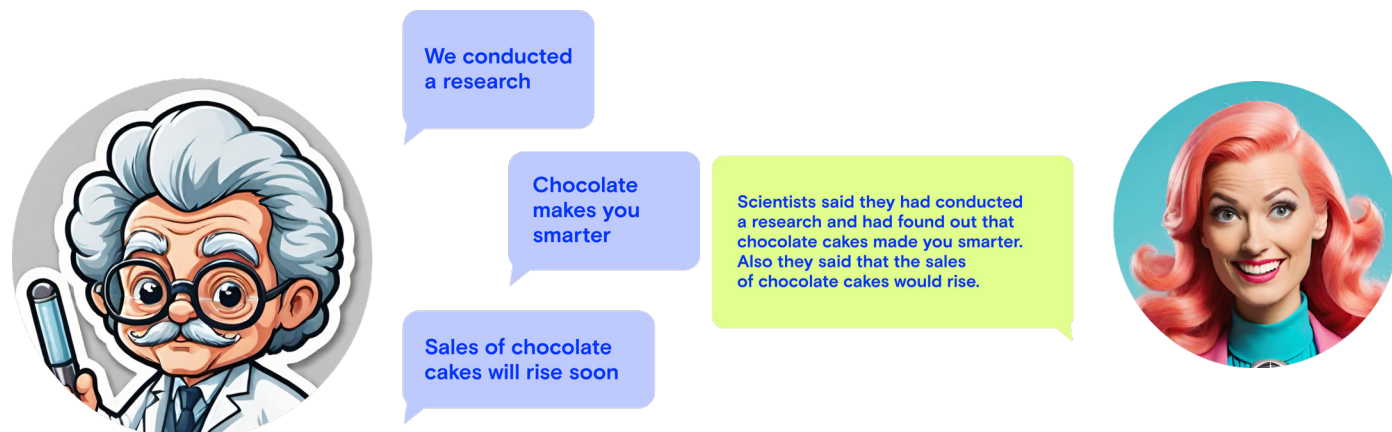 We conducted
a research
Chocolate
makes you
smarter
Sales of chocolate
cakes will rise soon
Scientists said they had conducted
a research and had found out that
chocolate cakes made you smarter.
Also they said that the sales
of chocolate cakes would rise.